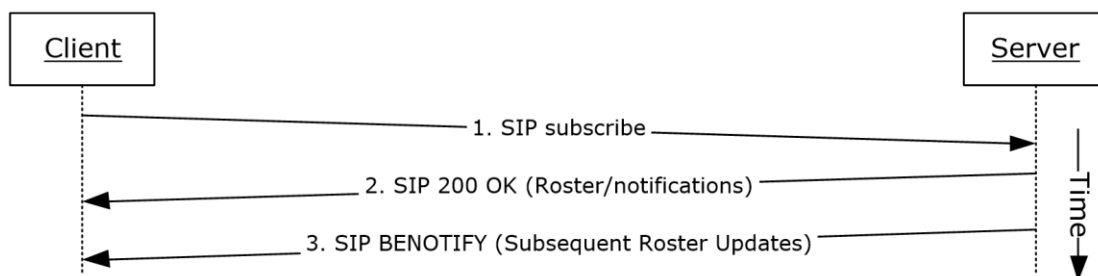 Client
Server
1. SIP subscribe
2. SIP 200 OK (Roster/notifications)
3. SIP BENOTIFY (Subsequent Roster Updates)
Time